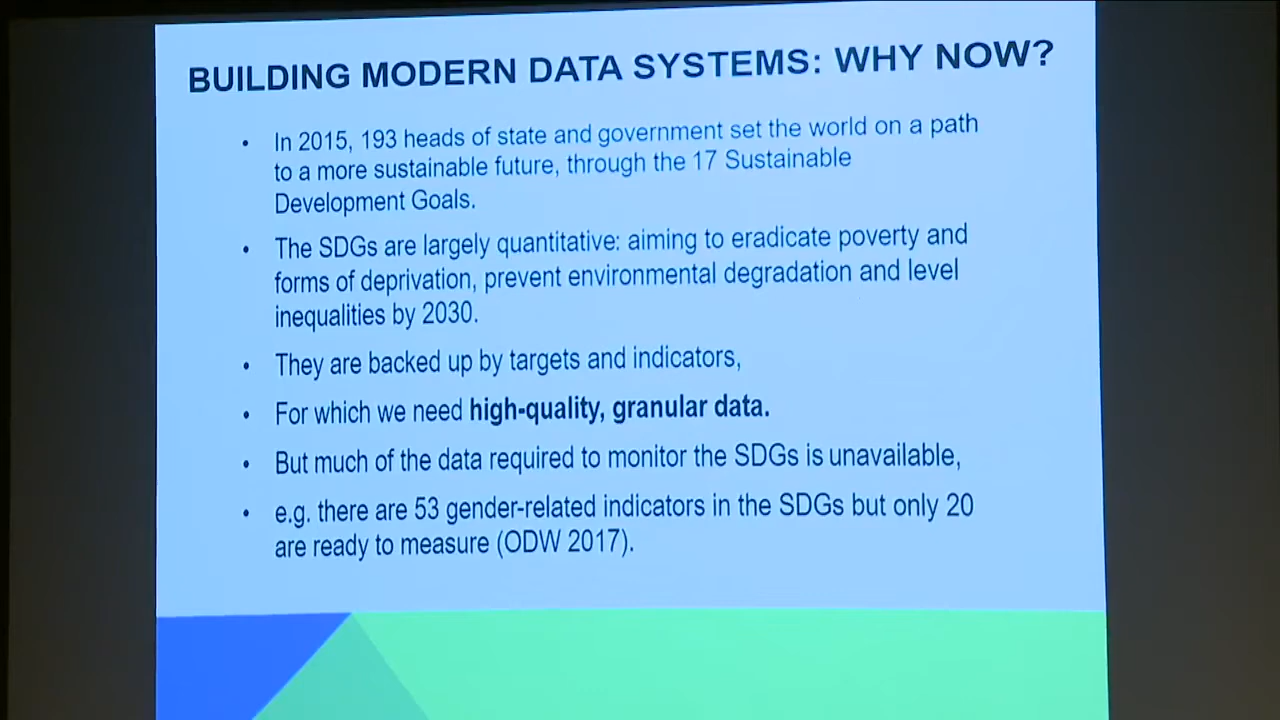 BUILDING MODERN DATA SYSTEMS: WHY NOW?
• In 2015, 193 heads of state and government set the world on a path
to a more sustainable future, through the 17 Sustainable
Development Goals.
• The SDGs are largely quantitative: aiming to eradicate poverty and
forms of deprivation, prevent environmental degradation and level
inequalities by 2030.
• They are backed up by targets and indicators,
• For which we need high-quality, granular data.
• But much of the data required to monitor the SDGs is unavailable,
• e.g. there are 53 gender-related indicators in the SDGs but only 20
are ready to measure (ODW 2017).